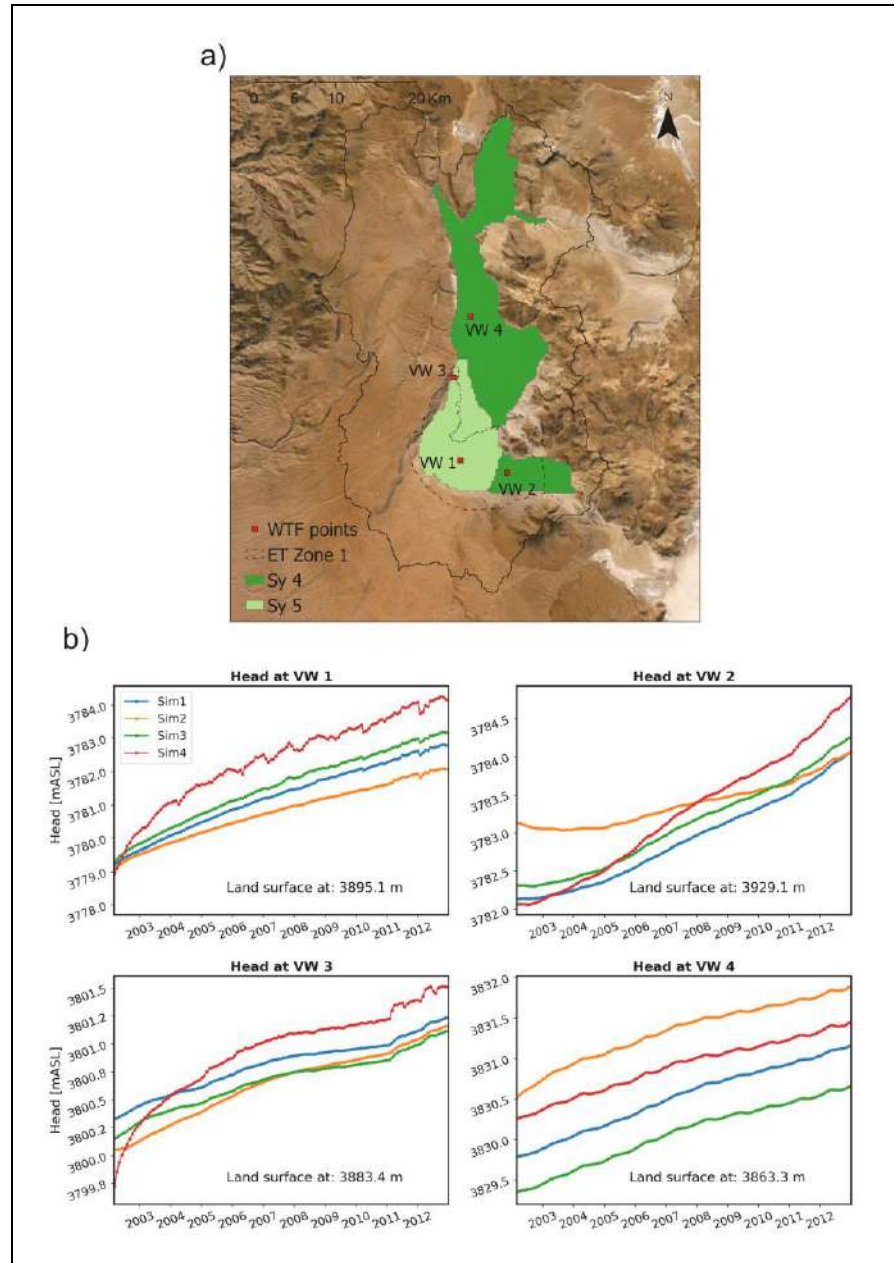 a)
0 5 10 20 Km
N
VW 4
VW 3
VW 1
VW 2
WTF points
ET Zone 1
Sy 4
Sy 5
b)
Head at VW 1
Head [mASL]
3784.0
3783.0
3782.0
3781.0
3780.0
3779.0
3778.0
Sim1
Sim2
Sim3
Sim4
Land surface at: 3895.1 m
2003 2004 2005 2006 2007 2008 2009 2010 2011 2012
Head at VW 2
3784.5
3784.0
3783.5
3783.0
3782.5
3782.0
Land surface at: 3929.1 m
2003 2004 2005 2006 2007 2008 2009 2010 2011 2012
Head at VW 3
Head [mASL]
3801.5
3801.2
3801.0
3800.8
3800.5
3800.2
3800.0
3799.8
Land surface at: 3883.4 m
2003 2004 2005 2006 2007 2008 2009 2010 2011 2012
Head at VW 4
3832.0
3831.5
3831.0
3830.5
3830.0
3829.5
Land surface at: 3863.3 m
2003 2004 2005 2006 2007 2008 2009 2010 2011 2012